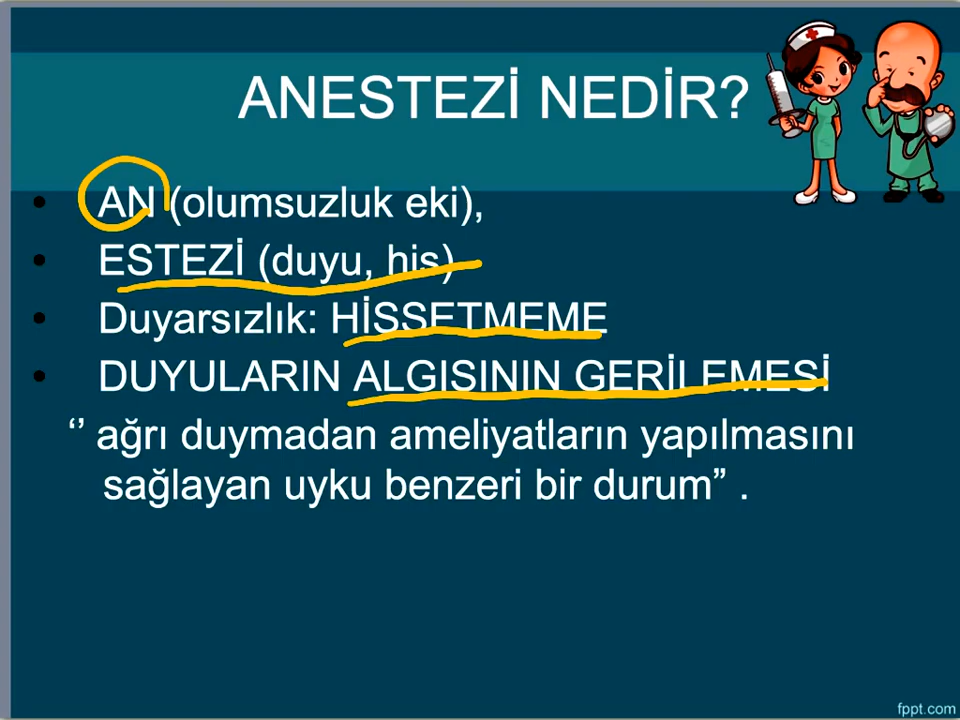 ANESTEZİ NEDİR?
• AN (olumsuzluk eki),
• ESTEZİ (duyu, his)
• Duyarsızlık: HİSSETMEME
• DUYULARIN ALGISININ GERİLEMESİ
‘’ ağrı duymadan ameliyatların yapılmasını
sağlayan uyku benzeri bir durum” .
fppt.com